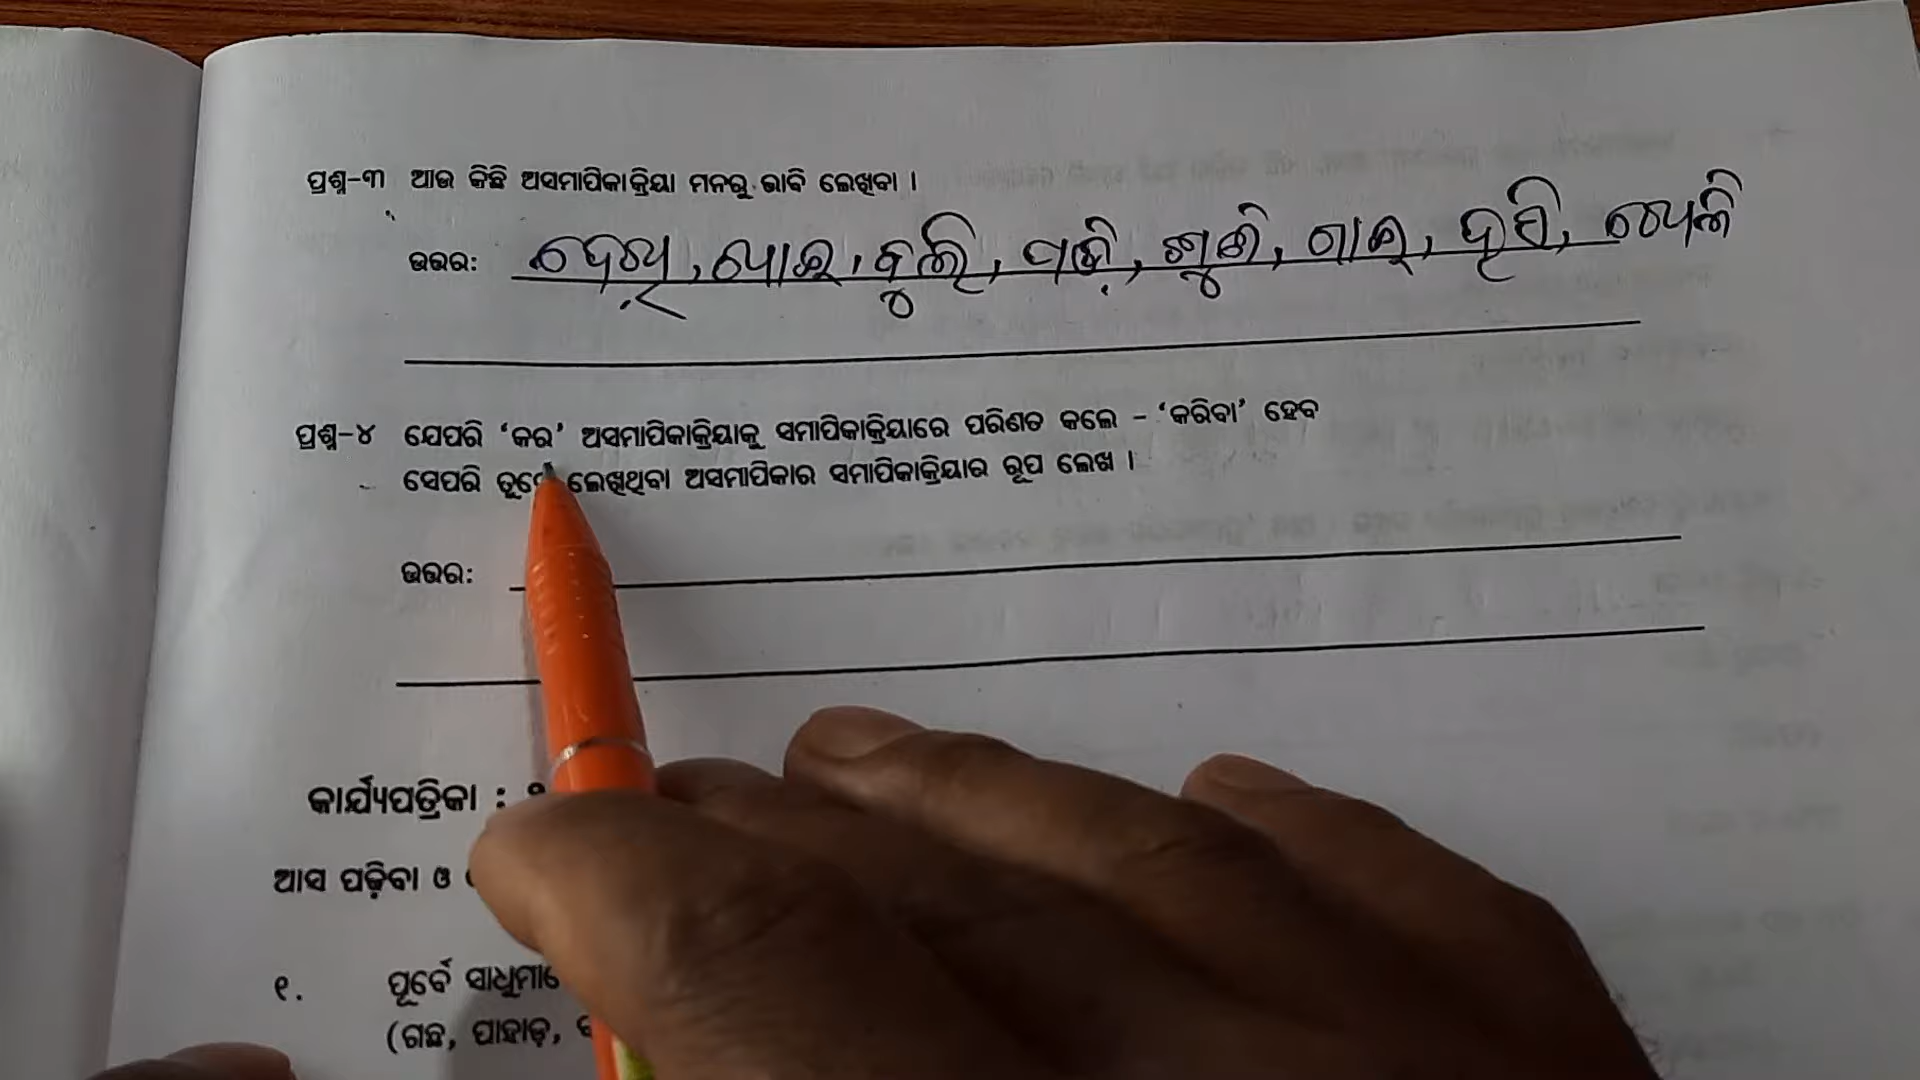 ପ୍ରଶ୍ନ-୩ ଆଉ କିଛି ଅସମାପିକାକ୍ରିୟା ମନରୁ ଭାବି ଲେଖିବା ।
ଉତ୍ତର: ଦେଖି, ଖାଇ, ବୁଲି, ପଢ଼ି, ଶୁଣି, ଗାଇ, ହସି, ଖେଳି
ପ୍ରଶ୍ନ-୪ ଯେପରି ‘କର’ ଅସମାପିକାକ୍ରିୟାକୁ ସମାପିକାକ୍ରିୟାରେ ପରିଣତ କଲେ - ‘କରିବା’ ହେବ
ସେପରି ଲେଖିଥିବା ଅସମାପିକାର ସମାପିକାକ୍ରିୟାର ରୂପ ଲେଖ ।
ଉତ୍ତର:
କାର୍ଯ୍ୟପତ୍ରିକା :
ଆସ ପଢ଼ିବା ଓ
୧. ପୂର୍ବେ
(ଗଛ, ପାହାଡ଼,